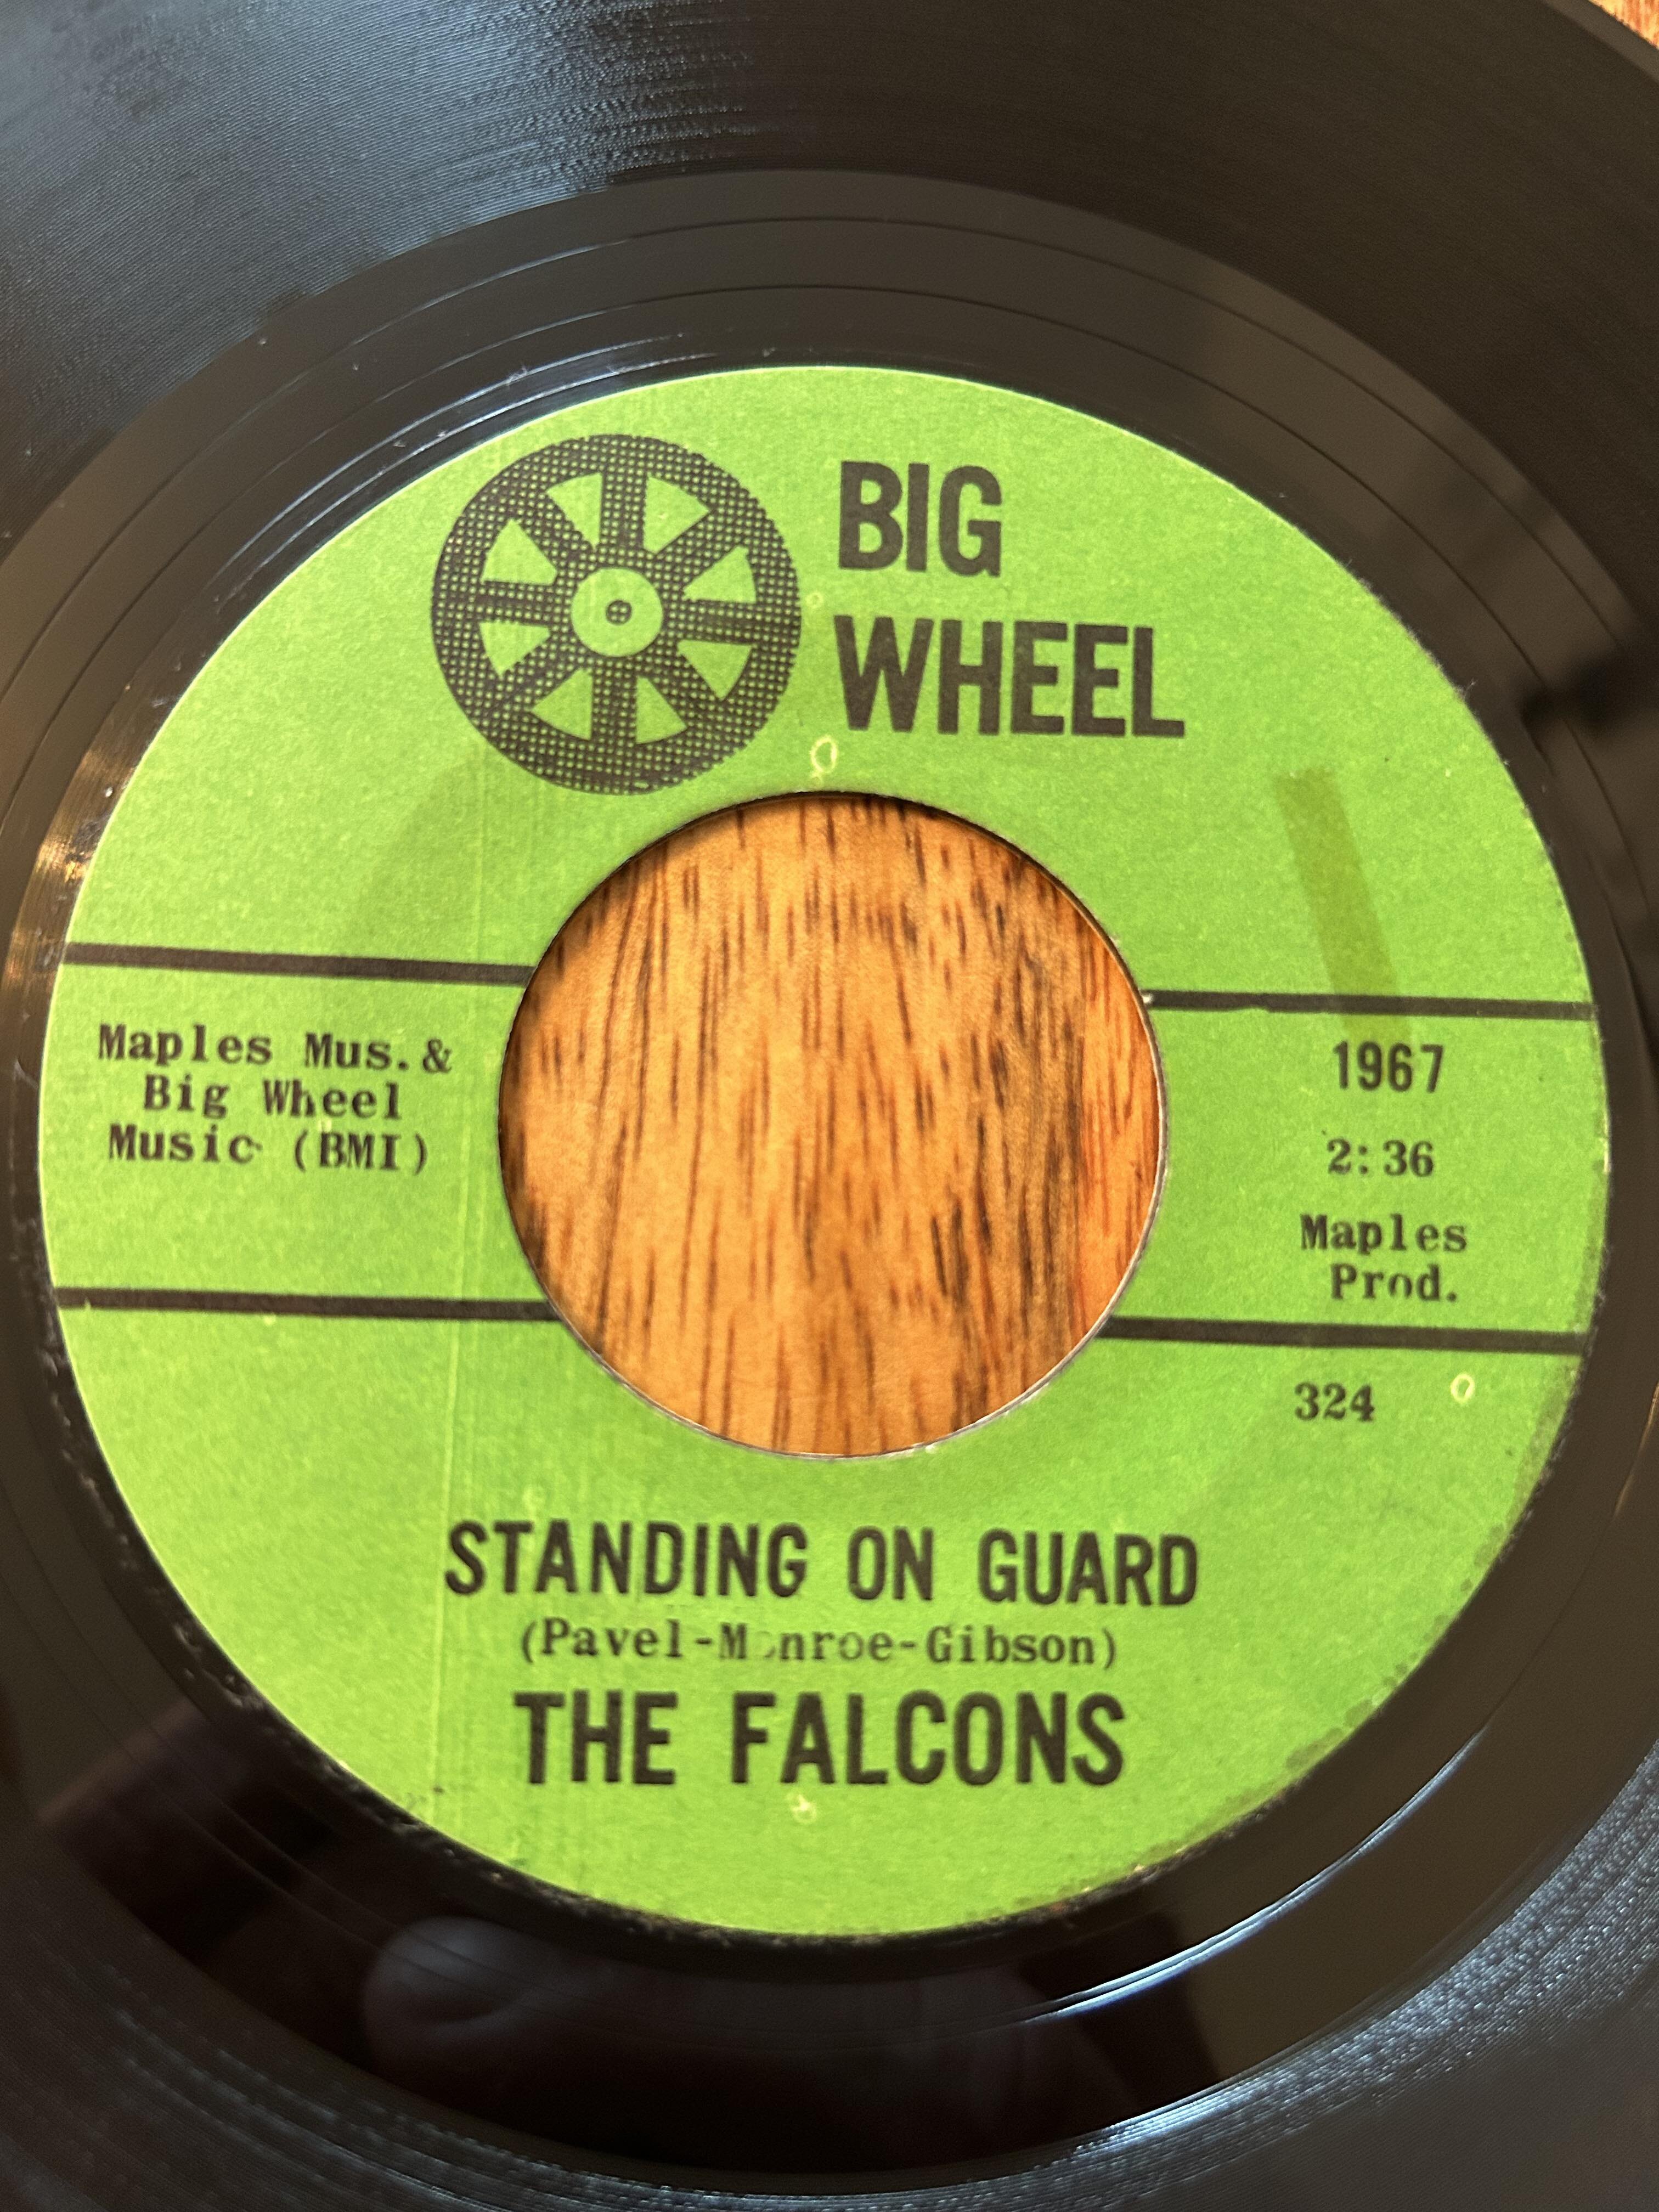 BIG
WHEEL
Maples Mus.&
Big Wheel
Music (BMI)
1967
2:36
Maples
Prod.
324
STANDING ON GUARD
(Pavel-Monroe-Gibson)
THE FALCONS